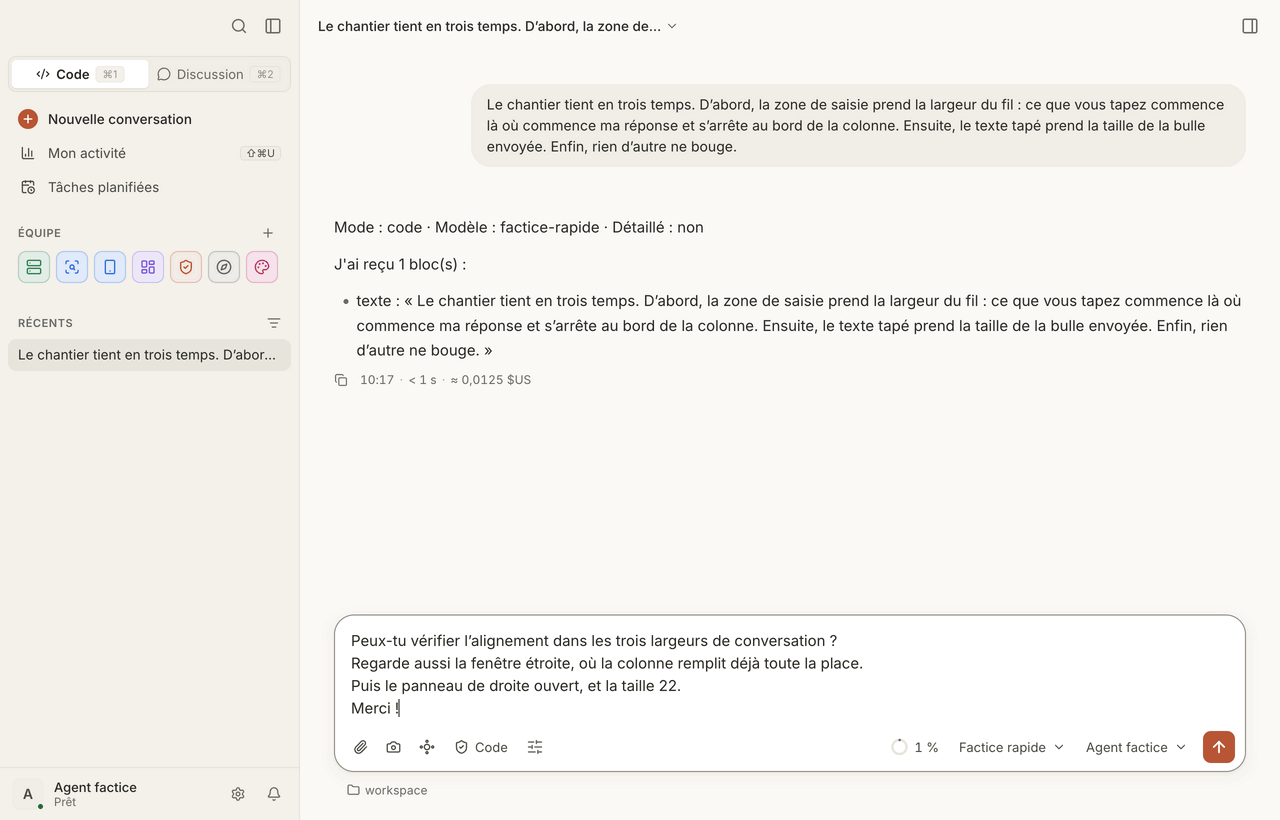 Le chantier tient en trois temps. D’abord, la zone de…
Code ⌘1
Discussion ⌘2
Nouvelle conversation
Mon activité ⇧⌘U
Tâches planifiées
ÉQUIPE
RÉCENTS
Le chantier tient en trois temps. D’abor…
Agent factice
Prêt
A
Le chantier tient en trois temps. D’abord, la zone de saisie prend la largeur du fil : ce que vous tapez commence
là où commence ma réponse et s’arrête au bord de la colonne. Ensuite, le texte tapé prend la taille de la bulle
envoyée. Enfin, rien d’autre ne bouge.
Mode : code · Modèle : factice-rapide · Détaillé : non
J'ai reçu 1 bloc(s) :
• texte : « Le chantier tient en trois temps. D’abord, la zone de saisie prend la largeur du fil : ce que vous tapez commence là où
commence ma réponse et s’arrête au bord de la colonne. Ensuite, le texte tapé prend la taille de la bulle envoyée. Enfin, rien
d’autre ne bouge. »
10:17 · < 1 s · ≈ 0,0125 $US
Peux-tu vérifier l’alignement dans les trois largeurs de conversation ?
Regarde aussi la fenêtre étroite, où la colonne remplit déjà toute la place.
Puis le panneau de droite ouvert, et la taille 22.
Merci !
Code
1 %
Factice rapide
Agent factice
workspace